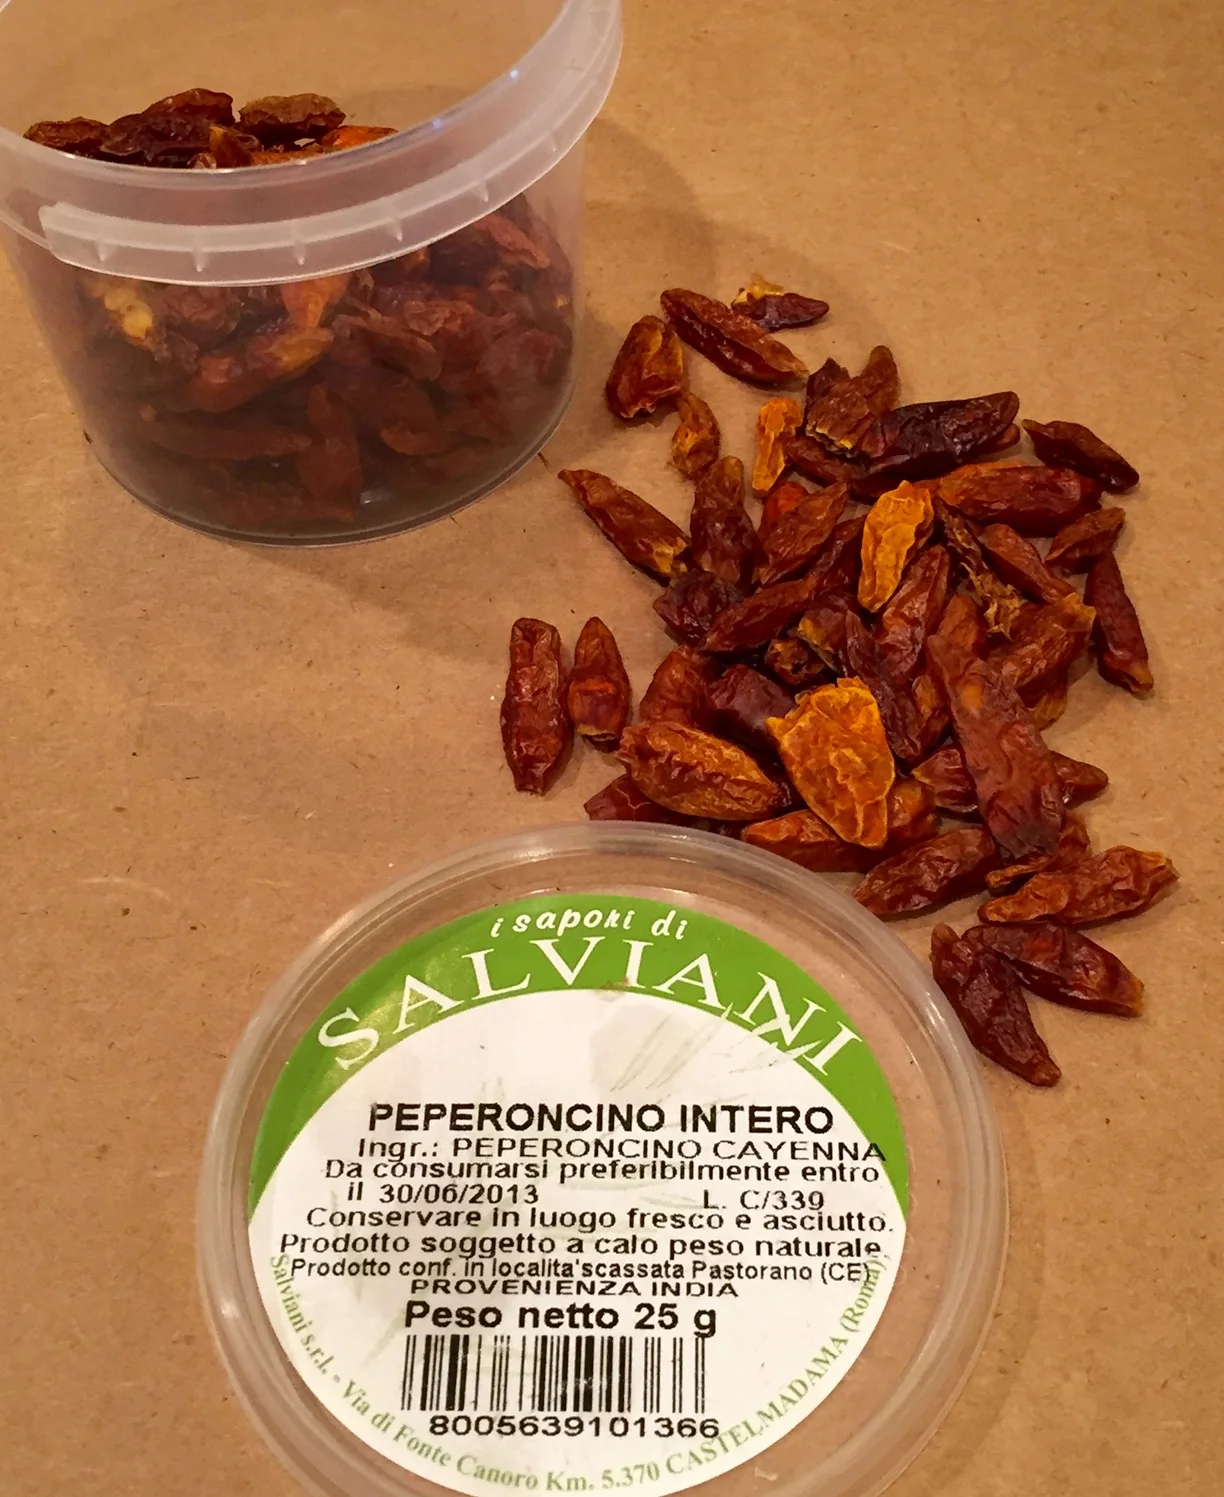 i sapori di
SALVIANI
PEPERONCINO INTERO
Ingr.: PEPERONCINO CAYENNA
Da consumarsi preferibilmente entro
il 30/06/2013 L. C/339
Conservare in luogo fresco e asciutto.
Prodotto soggetto a calo peso naturale
Prodotto conf. in localita'scassata Pastorano (CE)
PROVENIENZA INDIA
Peso netto 25 g
8005639101366
Salviani s.r.l. - Via di Fonte Canoro Km. 5.370 CASTELMADAMA (Roma)